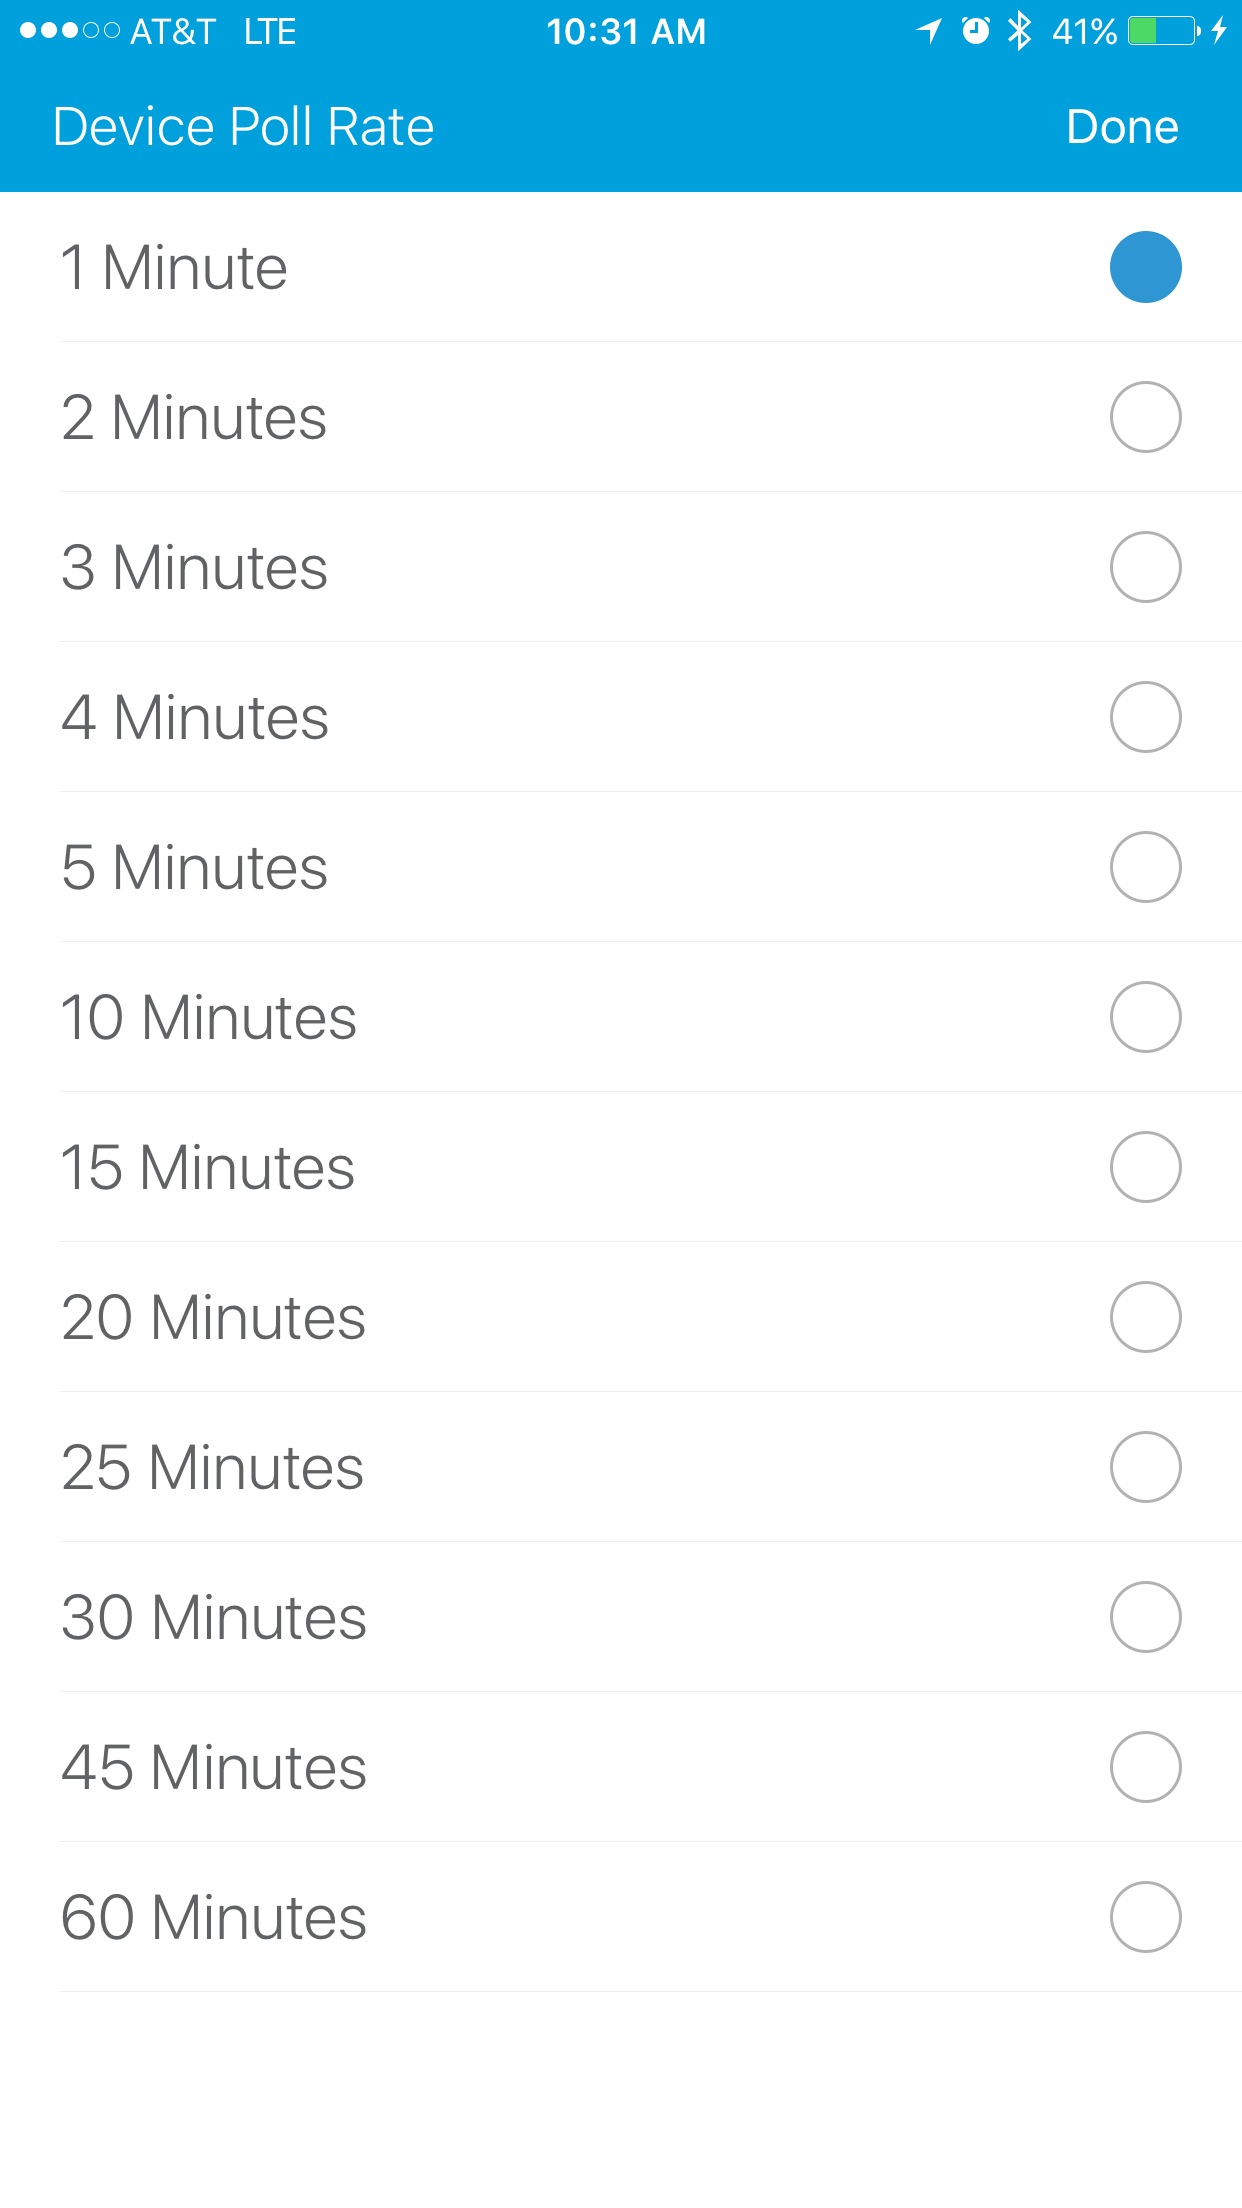 AT&T LTE 10:31 AM 41%
Device Poll Rate Done
1 Minute
2 Minutes
3 Minutes
4 Minutes
5 Minutes
10 Minutes
15 Minutes
20 Minutes
25 Minutes
30 Minutes
45 Minutes
60 Minutes